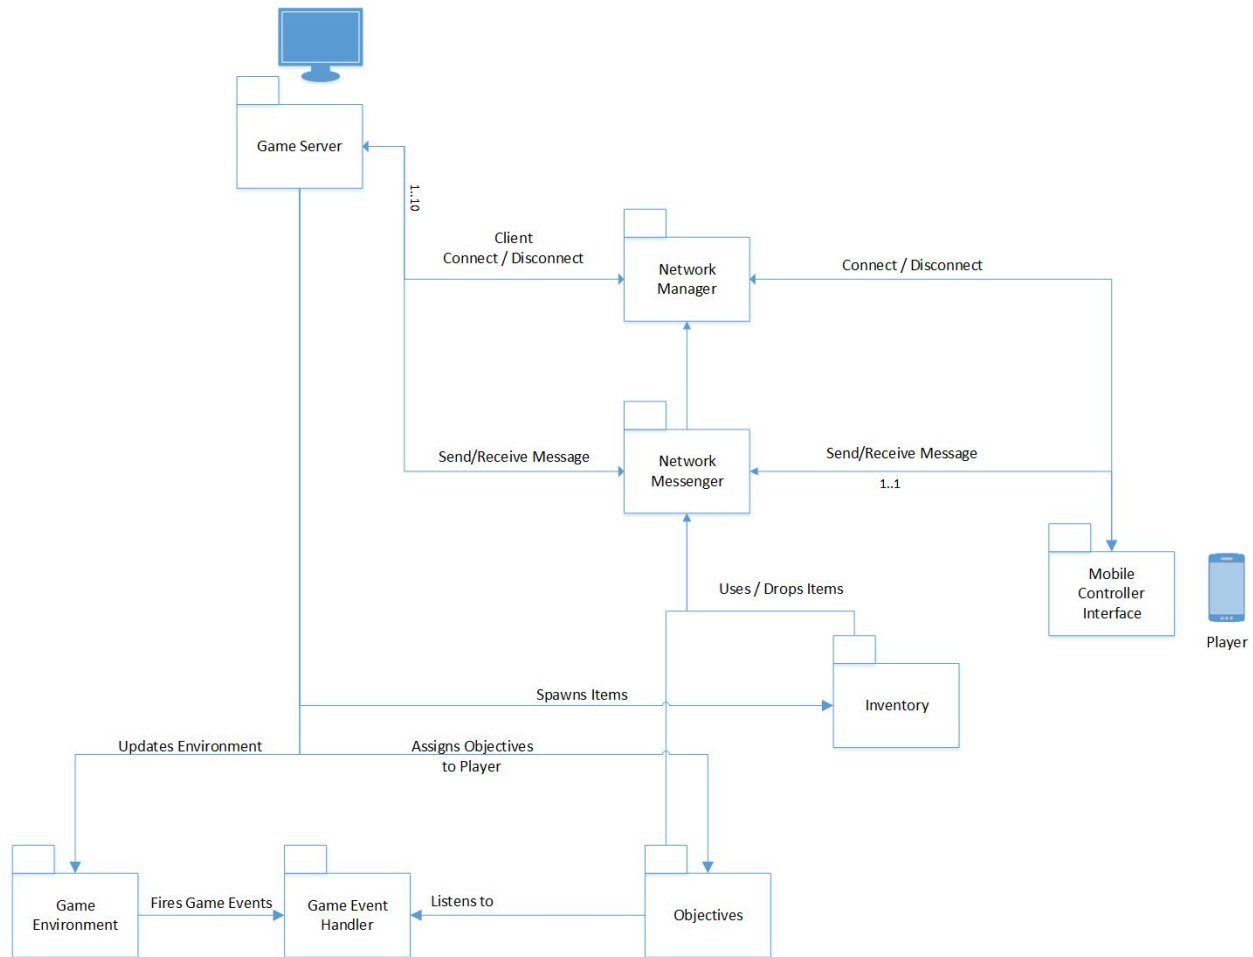 Game Server
1..10
Client
Connect / Disconnect
Network
Manager
Connect / Disconnect
Send/Receive Message
Network
Messenger
Send/Receive Message
1..1
Mobile
Controller
Interface
Player
Uses / Drops Items
Spawns Items
Inventory
Updates Environment
Assigns Objectives
to Player
Game
Environment
Fires Game Events
Game Event
Handler
Listens to
Objectives